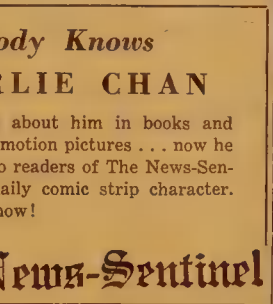 ody Knows
RLIE CHAN
about him in books and
motion pictures . . . now he
o readers of The News-Sen-
aily comic strip character.
now!
News-Sentinel